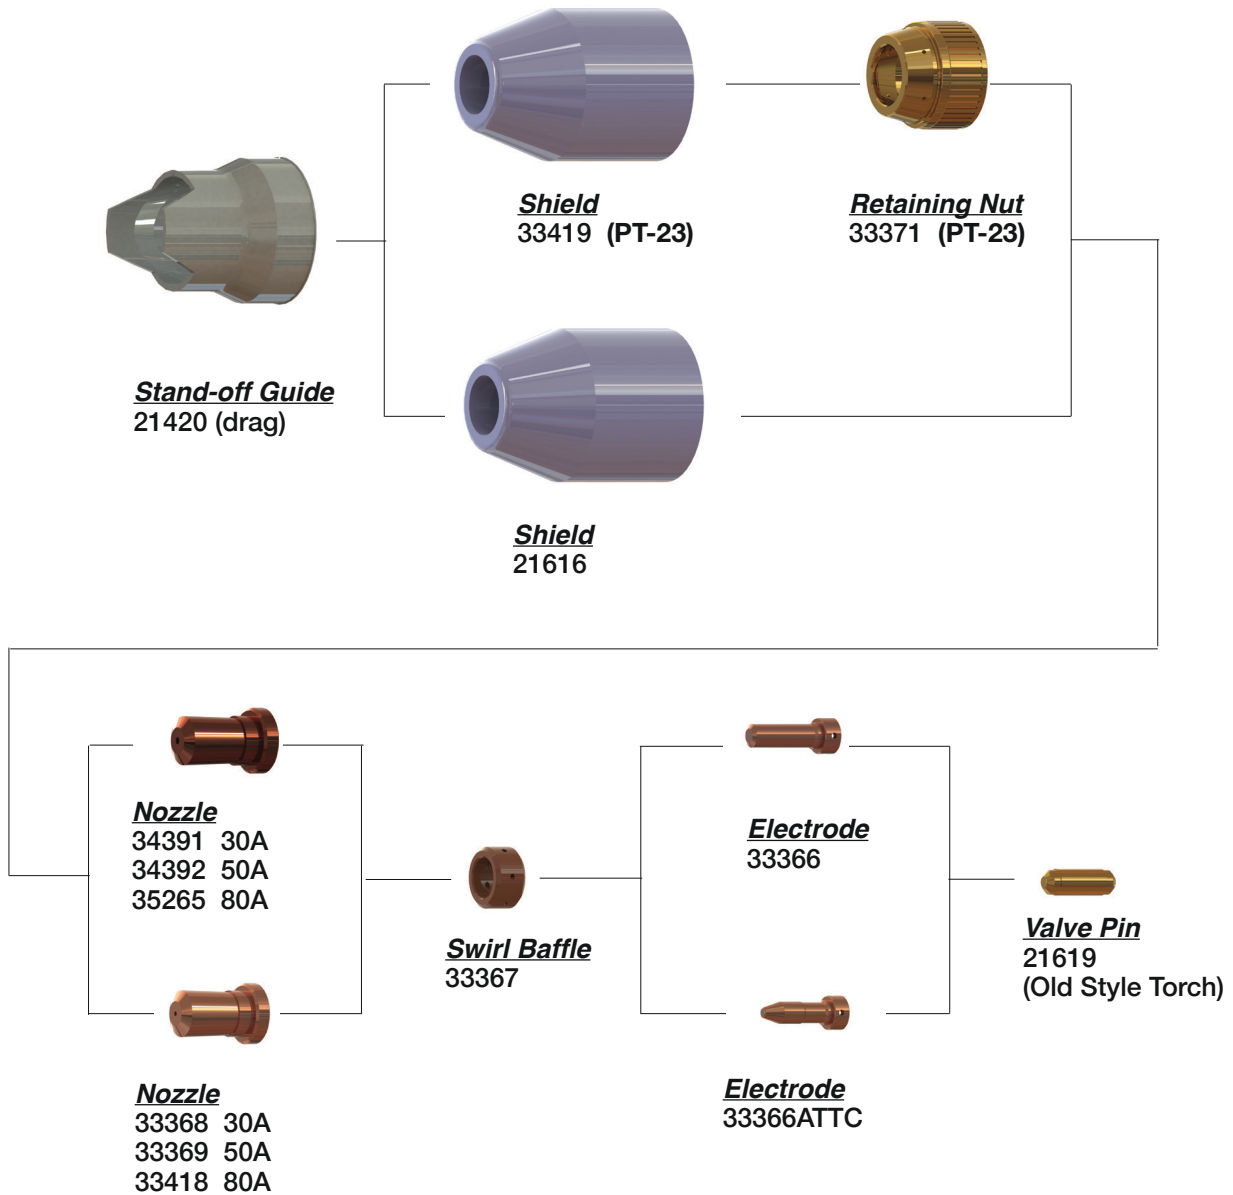 Shield
33419 (PT-23)
Retaining Nut
33371 (PT-23)
Stand-off Guide
21420 (drag)
Shield
21616
Nozzle
34391 30A
34392 50A
35265 80A
Swirl Baffle
33367
Electrode
33366
Valve Pin
21619
(Old Style Torch)
Nozzle
33368 30A
33369 50A
33418 80A
Electrode
33366ATTC